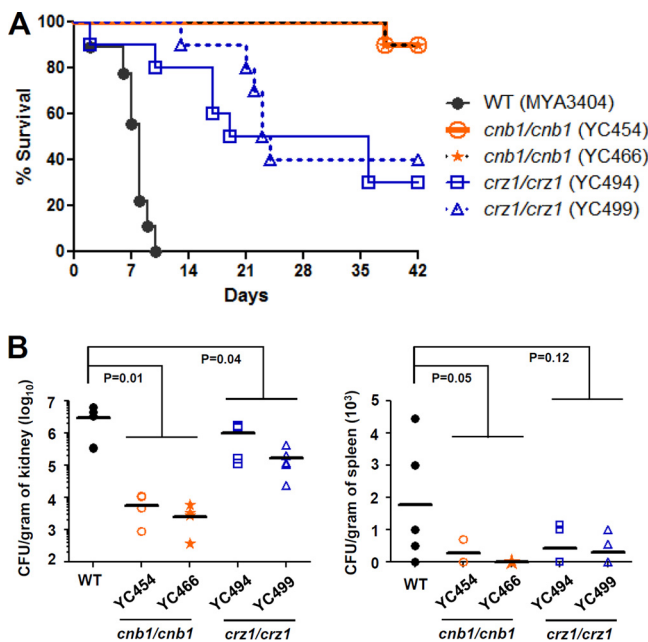 A
% Survival
100
80
60
40
20
0
0 7 14 21 28 35 42
Days
WT (MYA3404)
cnb1/cnb1 (YC454)
cnb1/cnb1 (YC466)
crz1/crz1 (YC494)
crz1/crz1 (YC499)
B
P=0.04
P=0.01
CFU/gram of kidney (log10)
7
6
5
4
3
2
WT YC454 YC466 YC494 YC499
cnb1/cnb1 crz1/crz1
P=0.12
P=0.05
CFU/gram of spleen (10³)
5
4
3
2
1
0
WT YC454 YC466 YC494 YC499
cnb1/cnb1 crz1/crz1